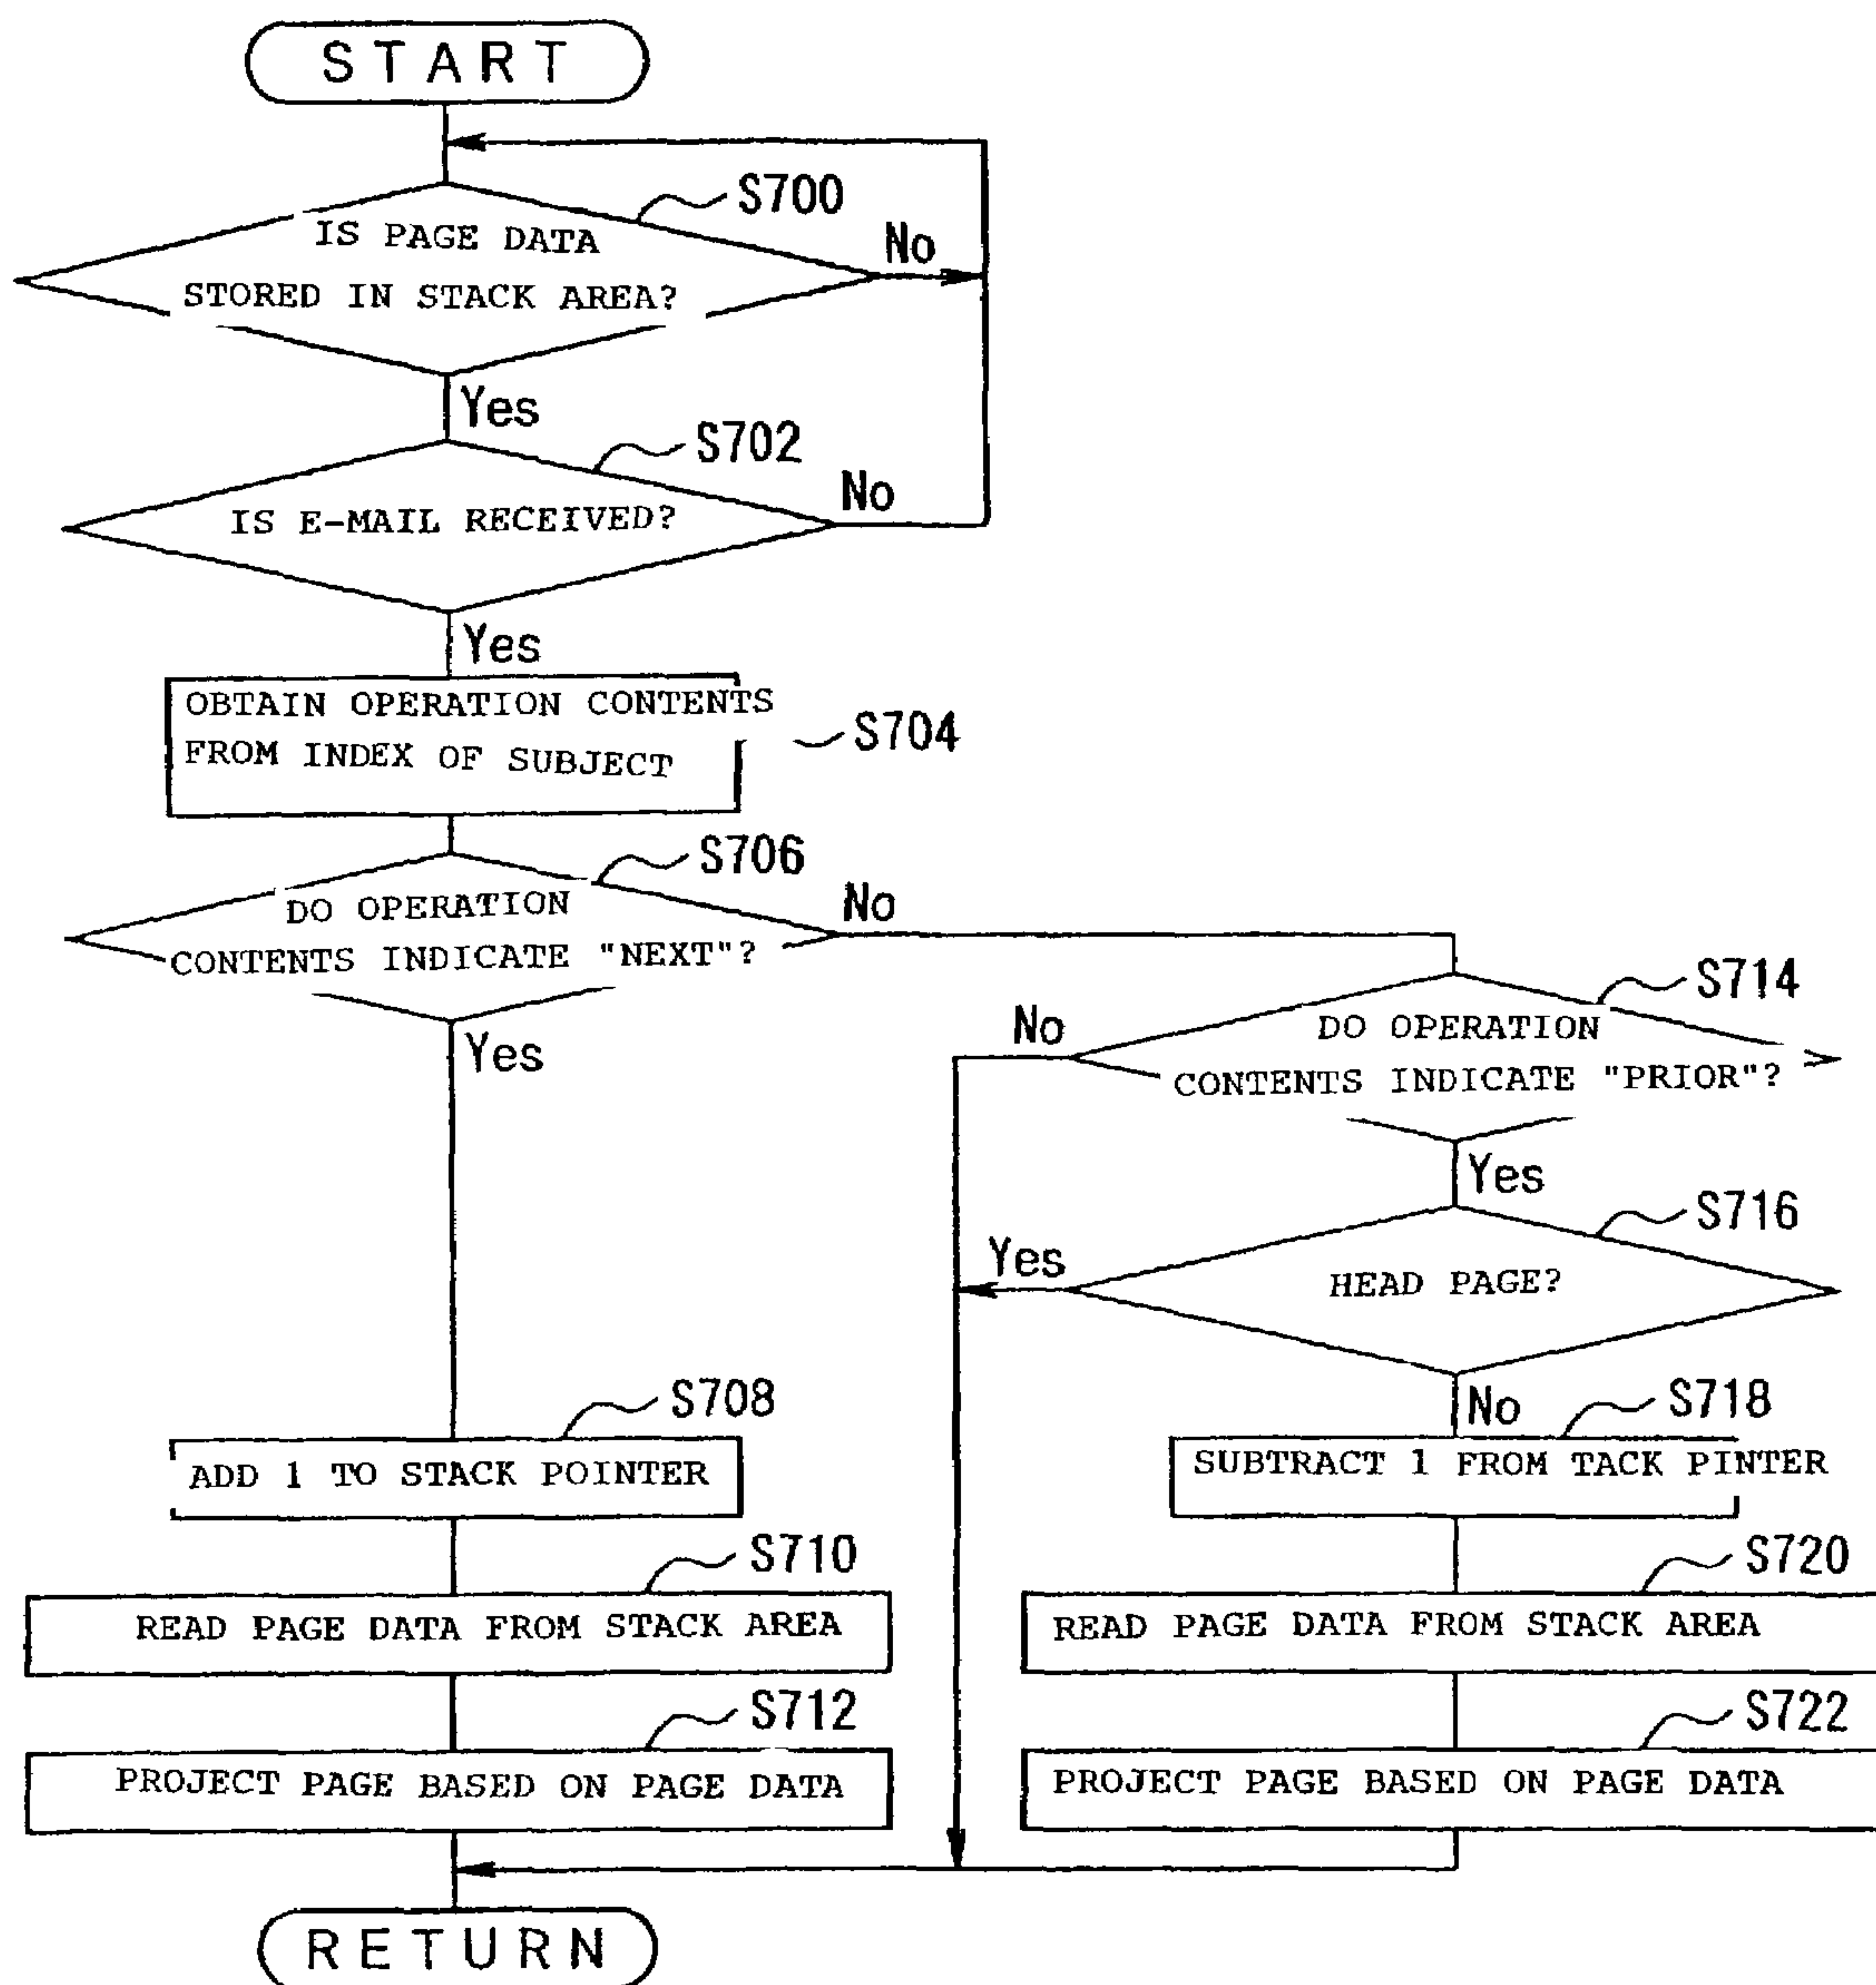 START
S700
IS PAGE DATA
STORED IN STACK AREA?
No
Yes
S702
IS E-MAIL RECEIVED?
No
Yes
OBTAIN OPERATION CONTENTS
FROM INDEX OF SUBJECT
S704
S706
DO OPERATION
CONTENTS INDICATE "NEXT"?
No
Yes
S714
DO OPERATION
CONTENTS INDICATE "PRIOR"?
No
Yes
S716
HEAD PAGE?
Yes
No
S708
ADD 1 TO STACK POINTER
S710
READ PAGE DATA FROM STACK AREA
S712
PROJECT PAGE BASED ON PAGE DATA
S718
SUBTRACT 1 FROM TACK PINTER
S720
READ PAGE DATA FROM STACK AREA
S722
PROJECT PAGE BASED ON PAGE DATA
RETURN